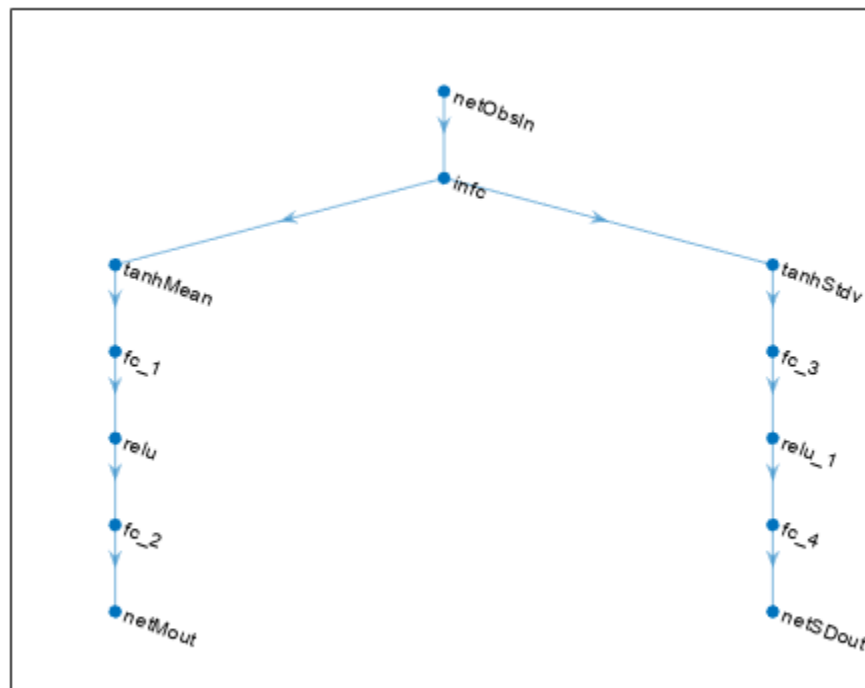 netObsIn
infc
tanhMean
tanhStdv
fc_1
fc_3
relu
relu_1
fc_2
fc_4
netMout
netSDout